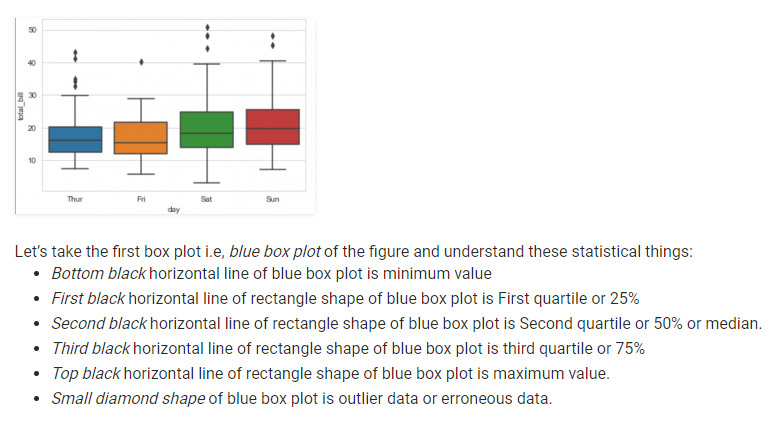 50
40
30
20
10
total_bill
Thur Fri Sat Sun
day
Let's take the first box plot i.e, blue box plot of the figure and understand these statistical things:
• Bottom black horizontal line of blue box plot is minimum value
• First black horizontal line of rectangle shape of blue box plot is First quartile or 25%
• Second black horizontal line of rectangle shape of blue box plot is Second quartile or 50% or median.
• Third black horizontal line of rectangle shape of blue box plot is third quartile or 75%
• Top black horizontal line of rectangle shape of blue box plot is maximum value.
• Small diamond shape of blue box plot is outlier data or erroneous data.